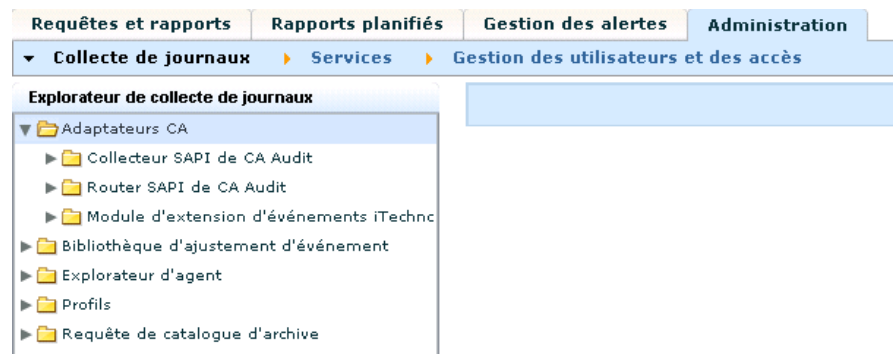 Requêtes et rapports Rapports planifiés Gestion des alertes Administration
Collecte de journaux Services Gestion des utilisateurs et des accès
Explorateur de collecte de journaux
Adaptateurs CA
Collecteur SAPI de CA Audit
Router SAPI de CA Audit
Module d'extension d'événements iTechnc
Bibliothèque d'ajustement d'événement
Explorateur d'agent
Profils
Requête de catalogue d'archive